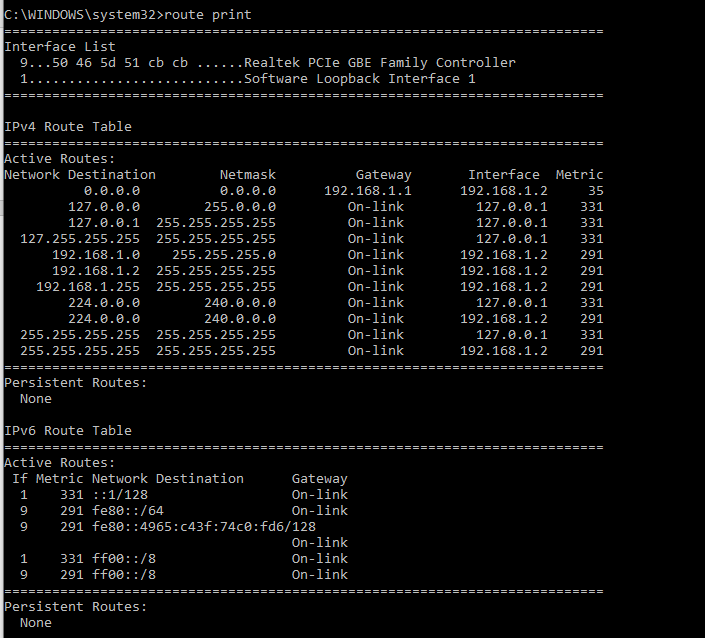 C:\WINDOWS\system32>route print
===========================================================================
Interface List
  9...50 46 5d 51 cb cb ......Realtek PCIe GBE Family Controller
  1...........................Software Loopback Interface 1
===========================================================================
IPv4 Route Table
===========================================================================
Active Routes:
Network Destination        Netmask          Gateway       Interface  Metric
          0.0.0.0          0.0.0.0      192.168.1.1      192.168.1.2     35
        127.0.0.0        255.0.0.0         On-link         127.0.0.1    331
        127.0.0.1  255.255.255.255         On-link         127.0.0.1    331
  127.255.255.255  255.255.255.255         On-link         127.0.0.1    331
      192.168.1.0    255.255.255.0         On-link       192.168.1.2    291
      192.168.1.2  255.255.255.255         On-link       192.168.1.2    291
    192.168.1.255  255.255.255.255         On-link       192.168.1.2    291
        224.0.0.0        240.0.0.0         On-link         127.0.0.1    331
        224.0.0.0        240.0.0.0         On-link       192.168.1.2    291
  255.255.255.255  255.255.255.255         On-link         127.0.0.1    331
  255.255.255.255  255.255.255.255         On-link       192.168.1.2    291
===========================================================================
Persistent Routes:
  None
IPv6 Route Table
===========================================================================
Active Routes:
 If Metric Network Destination      Gateway
  1    331 ::1/128                  On-link
  9    291 fe80::/64                On-link
  9    291 fe80::4965:c43f:74c0:fd6/128
                                    On-link
  1    331 ff00::/8                 On-link
  9    291 ff00::/8                 On-link
===========================================================================
Persistent Routes:
  None